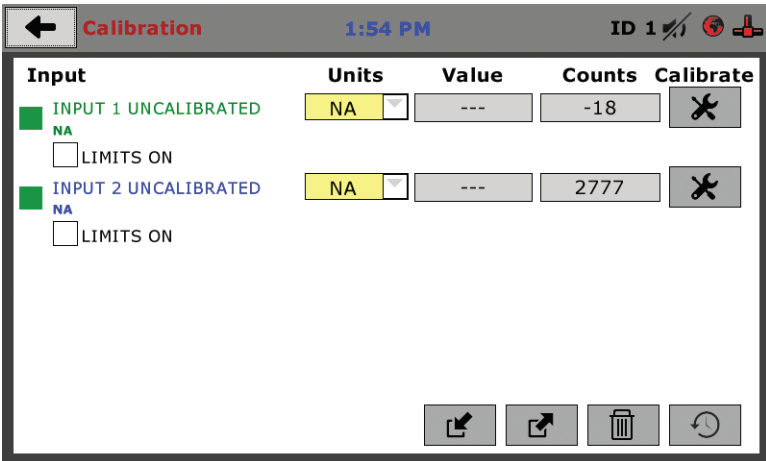 Calibration 1:54 PM ID 1
Input Units Value Counts Calibrate
INPUT 1 UNCALIBRATED NA --- -18
NA
LIMITS ON
INPUT 2 UNCALIBRATED NA --- 2777
NA
LIMITS ON